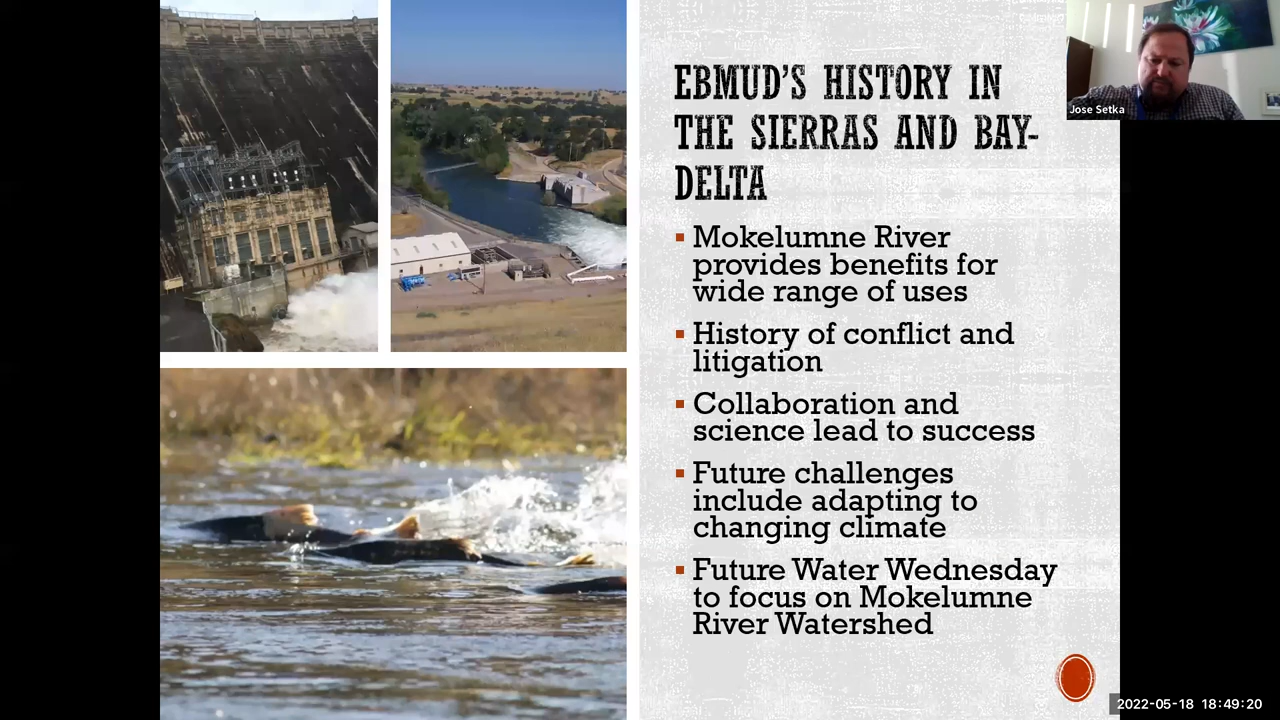 EBMUD'S HISTORY IN
THE SIERRAS AND BAY-
DELTA
Mokelumne River
provides benefits for
wide range of uses
History of conflict and
litigation
Collaboration and
science lead to success
Future challenges
include adapting to
changing climate
Future Water Wednesday
to focus on Mokelumne
River Watershed
Jose Setka
2022-05-18 18:49:20